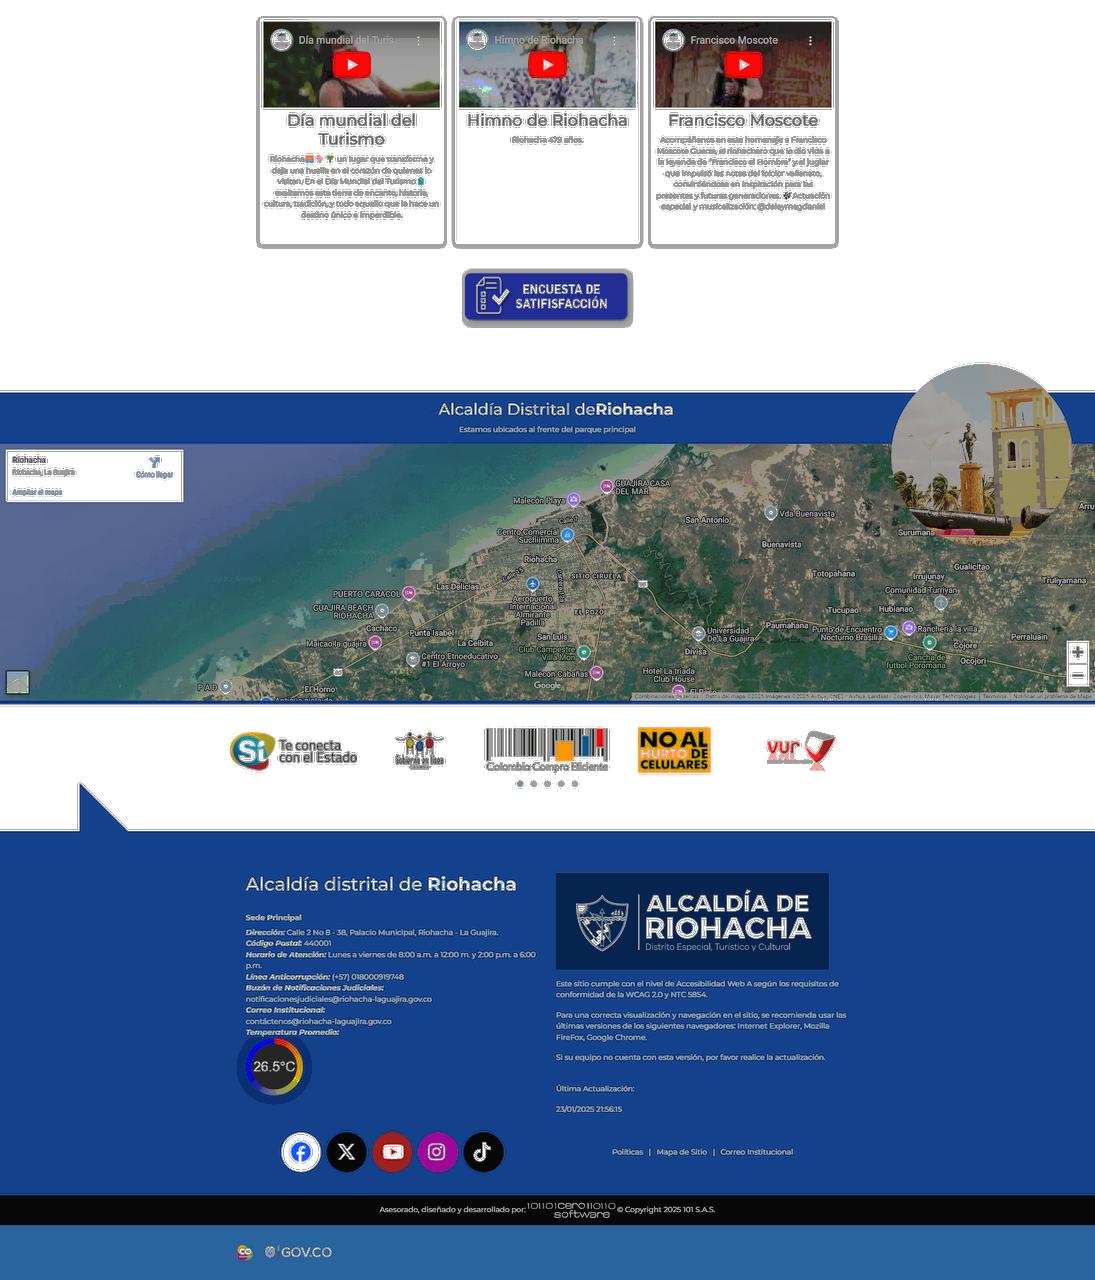 Día mundial del Turis
Himno de Riohacha
Francisco Moscote
Día mundial del
Turismo
Riohacha un lugar que transforma y
deja una huella en el corazón de quienes lo
visitan. En el Día Mundial del Turismo
exaltamos esta tierra de encanto, historia,
cultura, tradición, y todo aquello que la hace un
destino único e imperdible.
Himno de Riohacha
Riohacha 479 años.
Francisco Moscote
Acompáñanos en este homenaje a Francisco
Moscote Guerra, el riohachero que le dio vida a
la leyenda de "Francisco el Hombre" y el juglar
que impulsó las notas del folclor vallenato,
convirtiéndose en inspiración para las
presentes y futuras generaciones. Actuación
especial y musicalización: @deleymagdaniel
ENCUESTA DE
SATIFISFACCIÓN
Alcaldía Distrital deRiohacha
Estamos ubicados al frente del parque principal
Riohacha
Riohacha, La Guajira
Cómo llegar
Ampliar el mapa
GUAJIRA CASA
DEL MAR
Malecón Playa
Calle 1
San Antonio
Vda Buenavista
Centro Comercial
Suchiimma
Surumana
Buenavista
Riohacha
Gualicitao
Calle 15
SITIO CIRUELA
Totopahana
Irrujunay
Truliyamana
Las Delicias
Comunidad Turriyan
PUERTO CARACOL
Aeropuerto
Internacional
Almirante
Padilla
EL POZO
GUAJIRA BEACH
RIOHACHA
Tucupao
Hubianao
Cachaco
Punta Isabel
San Luis
Universidad
De La Guajira
Paumahana
Punto de Encuentro
Nocturno Brasilia
Ranchería la villa
Perraluin
Maicaola,guajira
La Ceibita
Club Campestre
Villa Mon
Divisa
Cancha de
futbol Poromana
Cojore
Centro Etnoeducativo
#1 El Arroyo
Ocojori
Malecón Cabañas
Hotel La Triada
Club House
P.A.D
El Horno
Google
Combinaciones de teclas
Datos del mapa ©2025 Imágenes ©2025 Airbus, CNES / Airbus, Landsat / Copernicus, Maxar Technologies
Términos
Notificar un problema de Maps
Sí Te conecta
con el Estado
Gobierno en línea
Colombia Compra Eficiente
NO AL
HURTO DE
CELULARES
vur
Alcaldía distrital de Riohacha
Sede Principal
Dirección: Calle 2 No 8 - 38, Palacio Municipal, Riohacha - La Guajira.
Código Postal: 440001
Horario de Atención: Lunes a viernes de 8:00 a.m. a 12:00 m. y 2:00 p.m. a 6:00
p.m.
Línea Anticorrupción: (+57) 018000919748
Buzón de Notificaciones Judiciales:
notificacionesjudiciales@riohacha-laguajira.gov.co
Correo Institucional:
contáctenos@riohacha-laguajira.gov.co
Temperatura Promedio:
26.5°C
ALCALDÍA DE
RIOHACHA
Distrito Especial, Turístico y Cultural
Este sitio cumple con el nivel de Accesibilidad Web A según los requisitos de
conformidad de la WCAG 2.0 y NTC 5854.
Para una correcta visualización y navegación en el sitio, se recomienda usar las
últimas versiones de los siguientes navegadores: Internet Explorer, Mozilla
FireFox, Google Chrome.
Si su equipo no cuenta con esta versión, por favor realice la actualización.
Última Actualización:
23/01/2025 21:56:15
Políticas | Mapa de Sitio | Correo Institucional
Asesorado, diseñado y desarrollado por: software © Copyright 2025 1O1 S.A.S.
CO GOV.CO